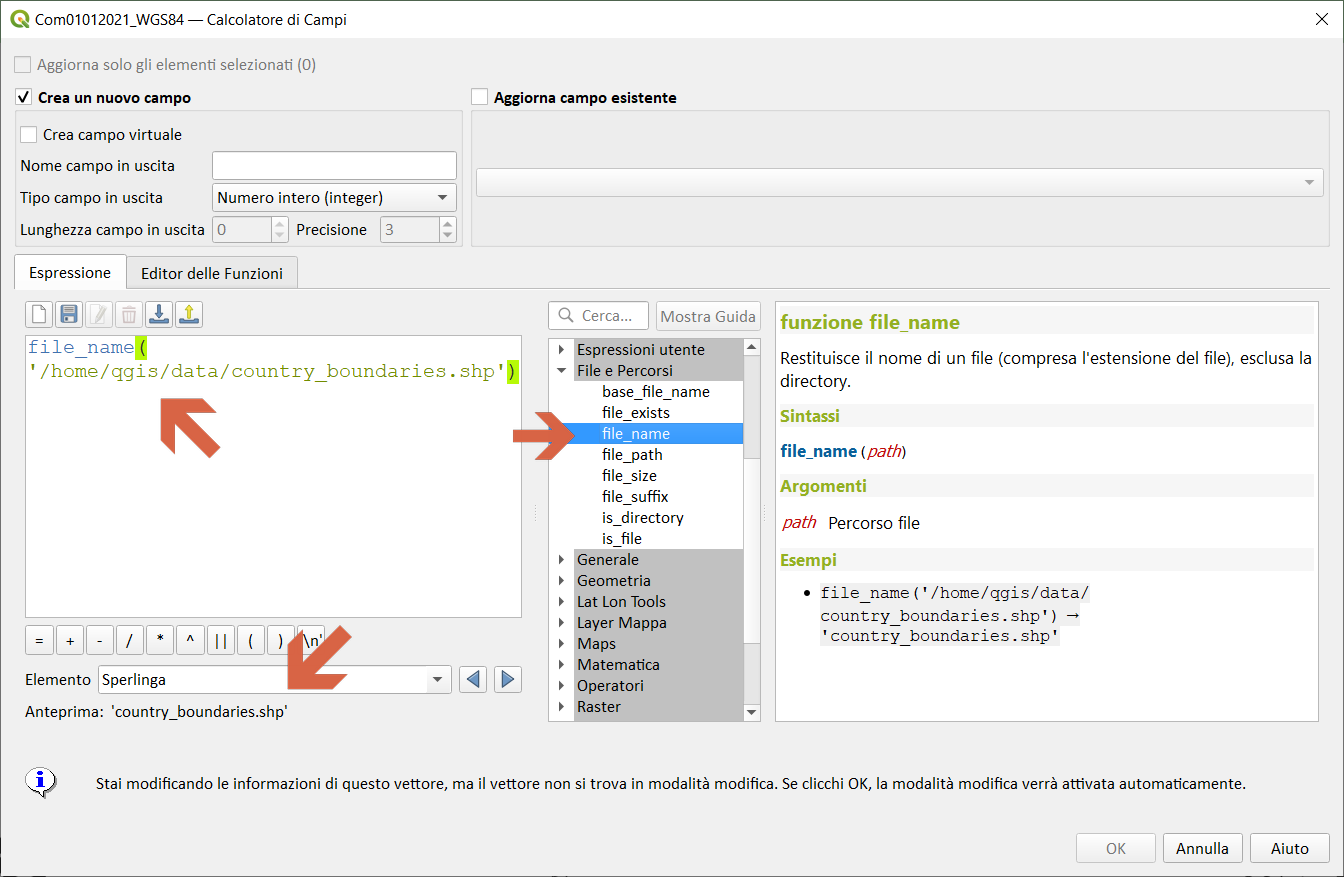 Com01012021_WGS84 — Calcolatore di Campi
Aggiorna solo gli elementi selezionati (0)
Crea un nuovo campo
Aggiorna campo esistente
Crea campo virtuale
Nome campo in uscita
Tipo campo in uscita Numero intero (integer)
Lunghezza campo in uscita 0 Precisione 3
Espressione Editor delle Funzioni
file_name(
'/home/qgis/data/country_boundaries.shp')
= + - / * ^ || ( ) \n'
Elemento Sperlinga
Anteprima: 'country_boundaries.shp'
Cerca... Mostra Guida
Espressioni utente
File e Percorsi
base_file_name
file_exists
file_name
file_path
file_size
file_suffix
is_directory
is_file
Generale
Geometria
Lat Lon Tools
Layer Mappa
Maps
Matematica
Operatori
Raster
funzione file_name
Restituisce il nome di un file (compresa l'estensione del file), esclusa la
directory.
Sintassi
file_name(path)
Argomenti
path Percorso file
Esempi
• file_name('/home/qgis/data/
country_boundaries.shp') →
'country_boundaries.shp'
Stai modificando le informazioni di questo vettore, ma il vettore non si trova in modalità modifica. Se clicchi OK, la modalità modifica verrà attivata automaticamente.
OK Annulla Aiuto